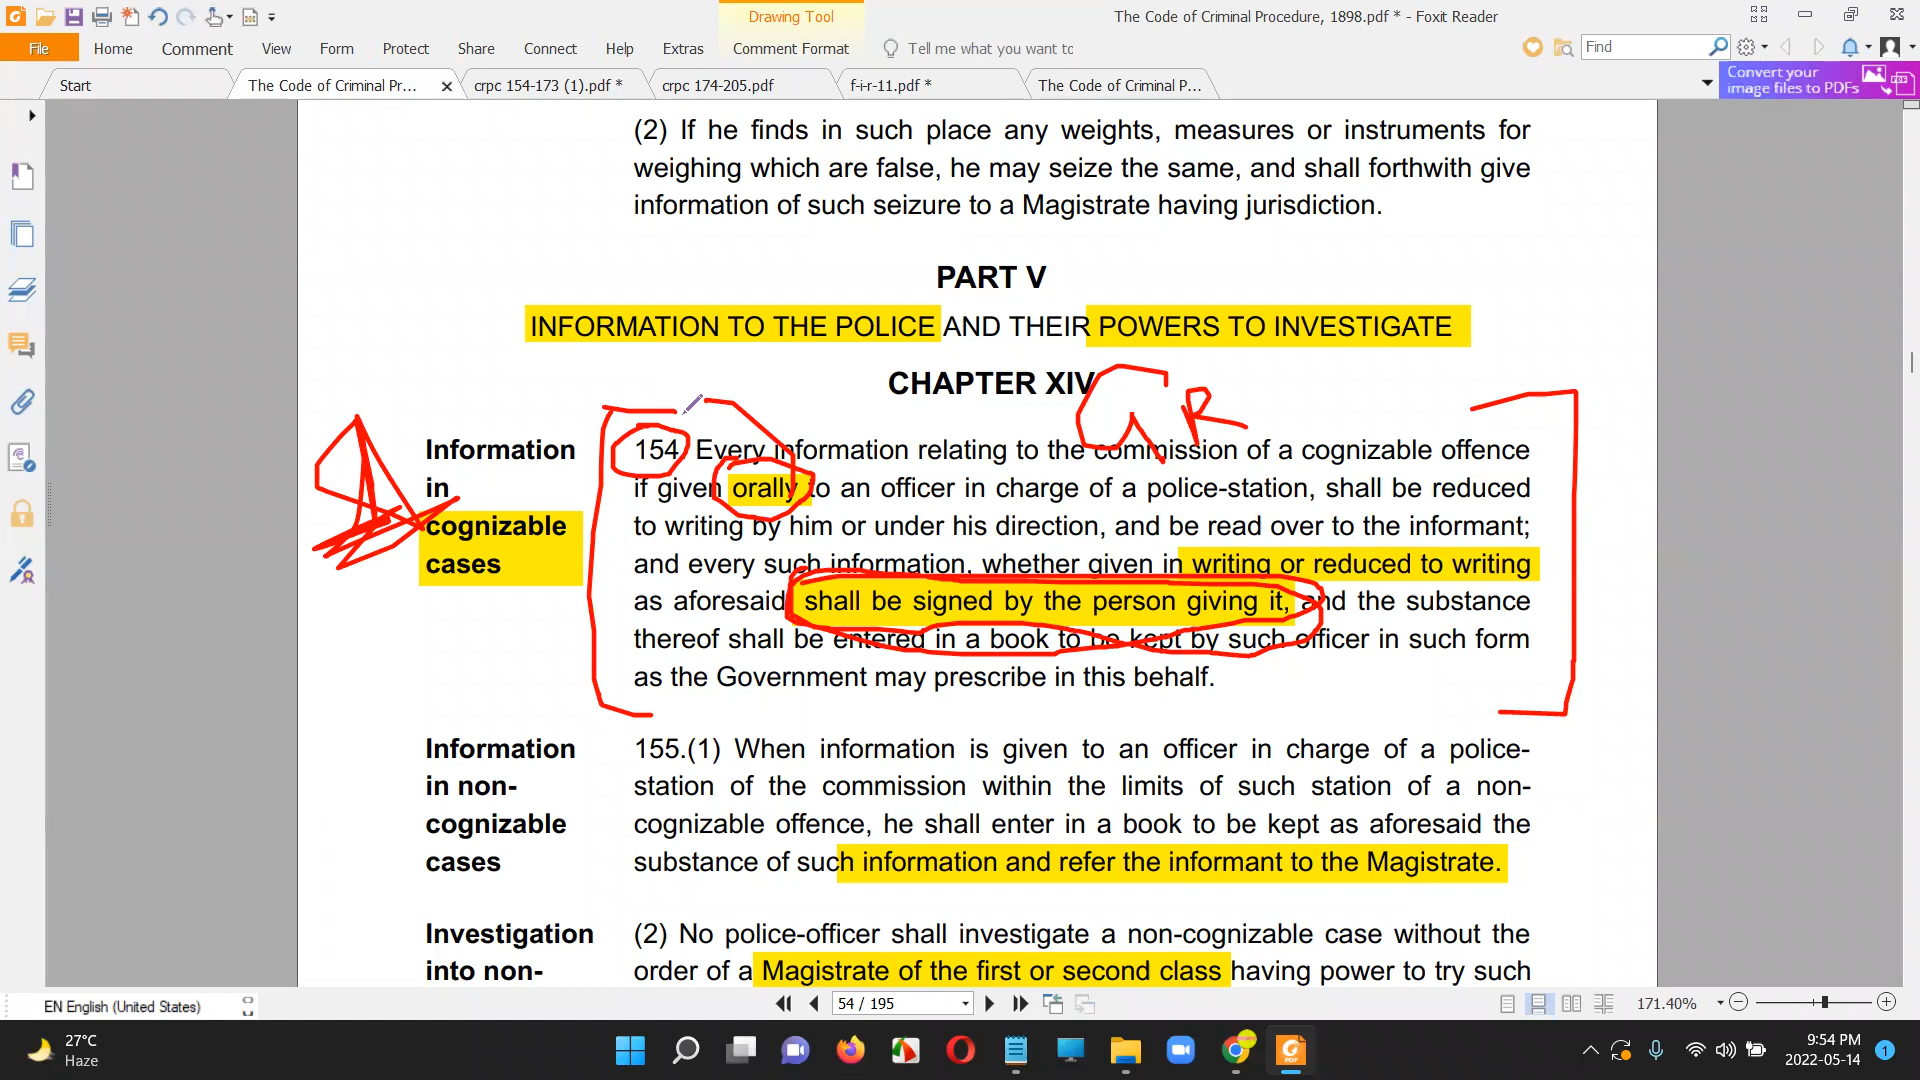 Drawing Tool
The Code of Criminal Procedure, 1898.pdf * - Foxit Reader
File Home Comment View Form Protect Share Connect Help Extras Comment Format Tell me what you want to Find
Start The Code of Criminal Pr... crpc 154-173 (1).pdf * crpc 174-205.pdf f-i-r-11.pdf * The Code of Criminal P...
Convert your
image files to PDFs
(2) If he finds in such place any weights, measures or instruments for
weighing which are false, he may seize the same, and shall forthwith give
information of such seizure to a Magistrate having jurisdiction.
PART V
INFORMATION TO THE POLICE AND THEIR POWERS TO INVESTIGATE
CHAPTER XIV
Information
in
cognizable
cases
154. Every information relating to the commission of a cognizable offence
if given orally to an officer in charge of a police-station, shall be reduced
to writing by him or under his direction, and be read over to the informant;
and every such information, whether given in writing or reduced to writing
as aforesaid shall be signed by the person giving it, and the substance
thereof shall be entered in a book to be kept by such officer in such form
as the Government may prescribe in this behalf.
Information
in non-
cognizable
cases
155.(1) When information is given to an officer in charge of a police-
station of the commission within the limits of such station of a non-
cognizable offence, he shall enter in a book to be kept as aforesaid the
substance of such information and refer the informant to the Magistrate.
Investigation
into non-
(2) No police-officer shall investigate a non-cognizable case without the
order of a Magistrate of the first or second class having power to try such
EN English (United States)
54 / 195
171.40%
27°C
Haze
9:54 PM
2022-05-14
1